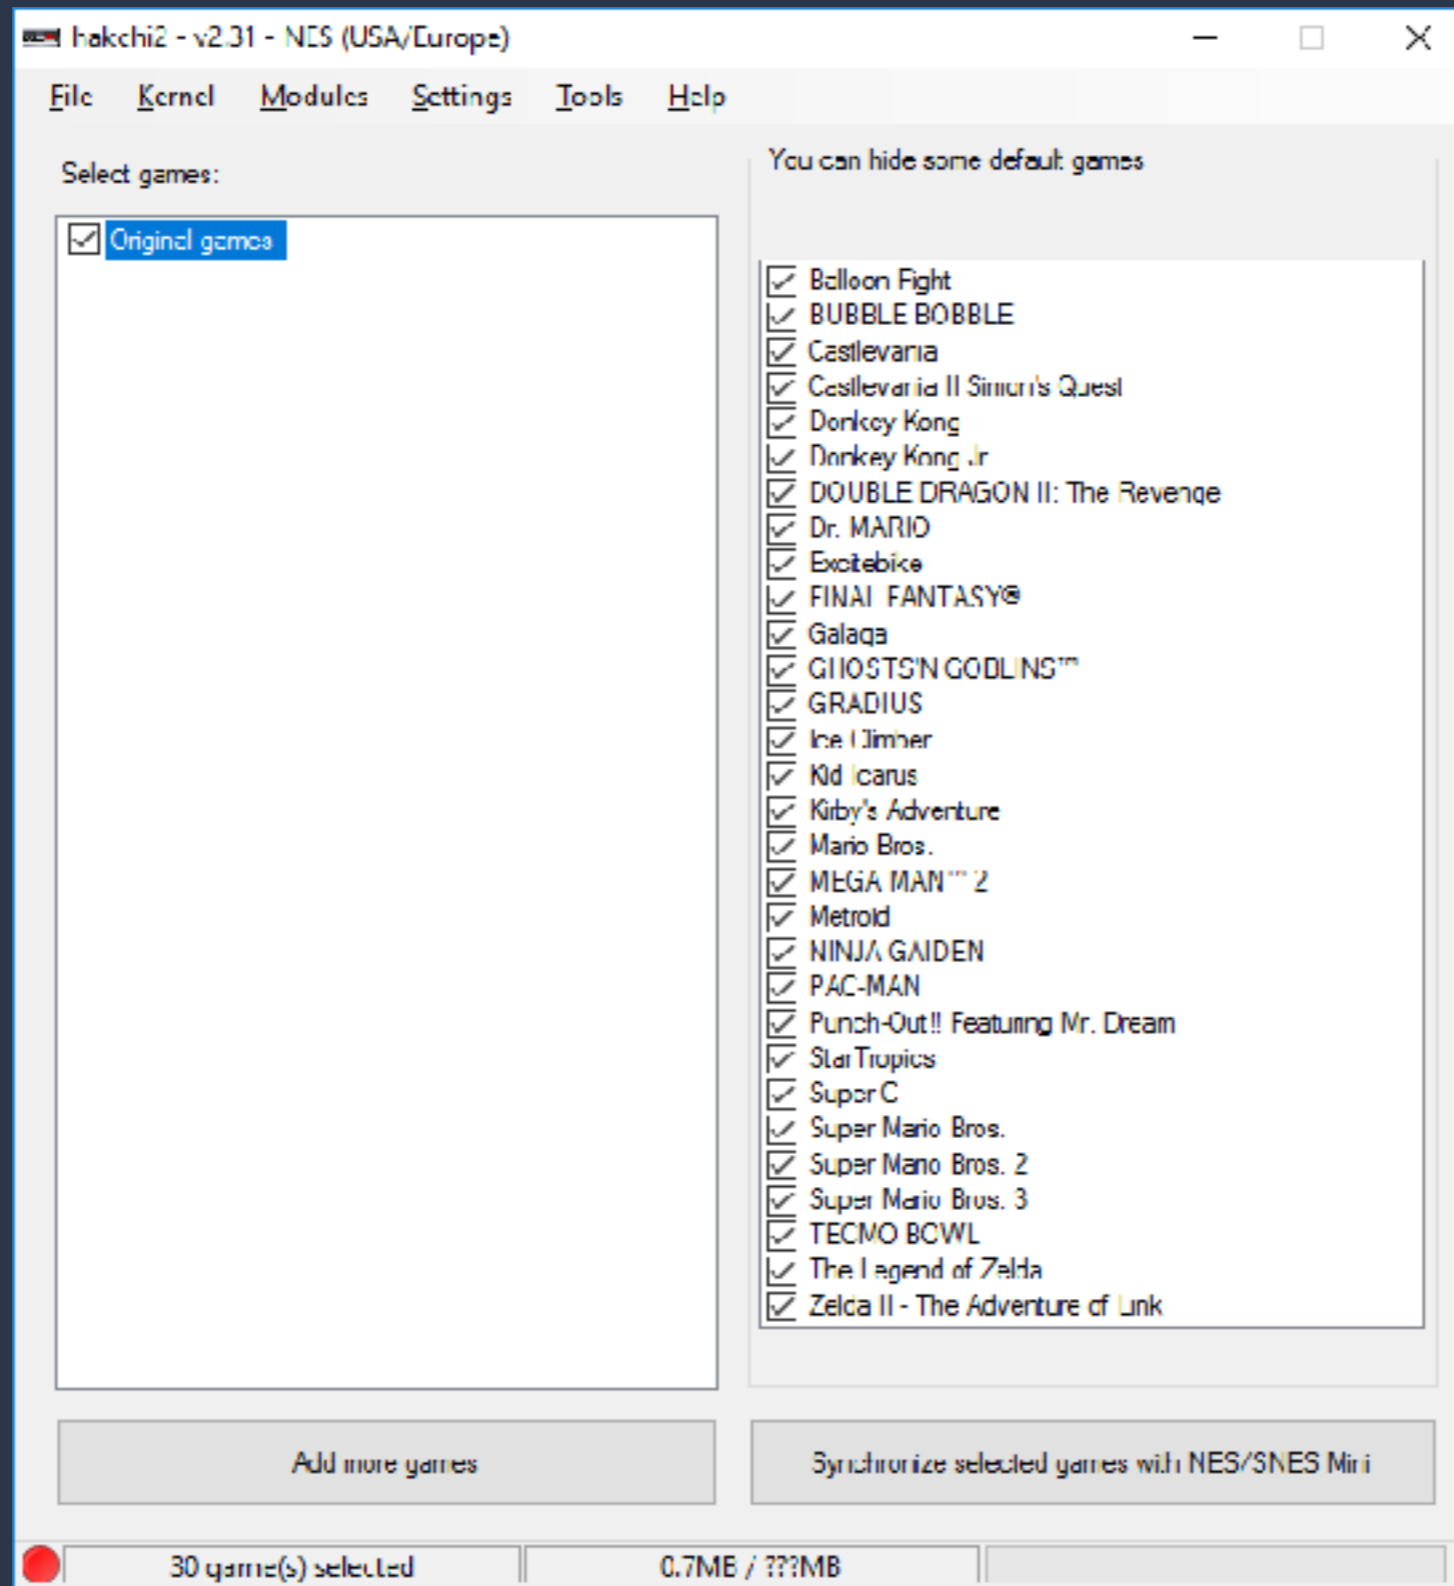 hakchi2 - v2.31 - NES (USA/Europe)
File Kernel Modules Settings Tools Help
Select games:
Original games
You can hide some default games
Balloon Fight
BUBBLE BOBBLE
Castlevania
Castlevania II Simon's Quest
Donkey Kong
Donkey Kong Jr
DOUBLE DRAGON II: The Revenge
Dr. MARIO
Excitebike
FINAL FANTASY®
Galaga
GHOSTS'N GOBLINS™
GRADIUS
Ice Climber
Kid Icarus
Kirby's Adventure
Mario Bros.
MEGA MAN™ 2
Metroid
NINJA GAIDEN
PAC-MAN
Punch-Out!! Featuring Mr. Dream
StarTropics
Super C
Super Mario Bros.
Super Mario Bros. 2
Super Mario Bros. 3
TECMO BOWL
The Legend of Zelda
Zelda II - The Adventure of Link
Add more games
Synchronize selected games with NES/SNES Mini
30 game(s) selected
0.7MB / ???MB